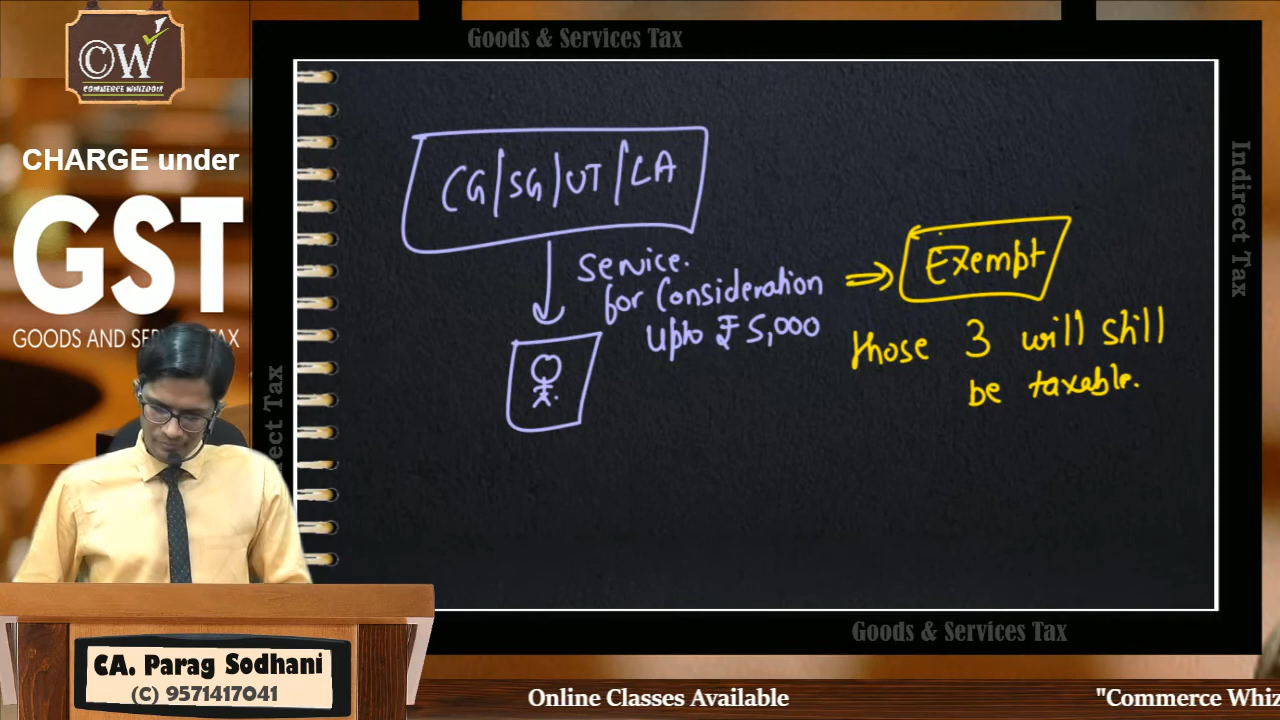 Goods & Services Tax
CW
COMMERCE WHIZDOM
CHARGE under
GST
GOODS AND SER TAX
CG/SG/UT/LA
Service.
for Consideration
upto ₹ 5,000
Exempt
those 3 will still
be taxable.
Indirect Tax
ect Tax
Goods & Services Tax
CA. Parag Sodhani
(C) 9571417041
Online Classes Available
"Commerce Whiz